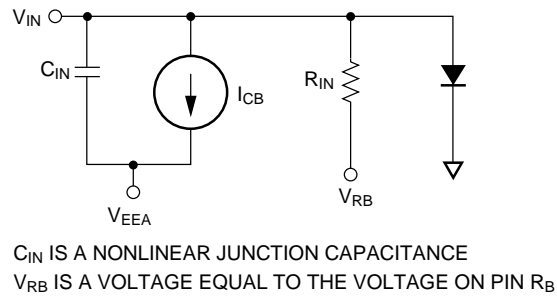 VIN
CIN
ICB
RIN
VRB
VEEA
CIN IS A NONLINEAR JUNCTION CAPACITANCE
VRB IS A VOLTAGE EQUAL TO THE VOLTAGE ON PIN RB